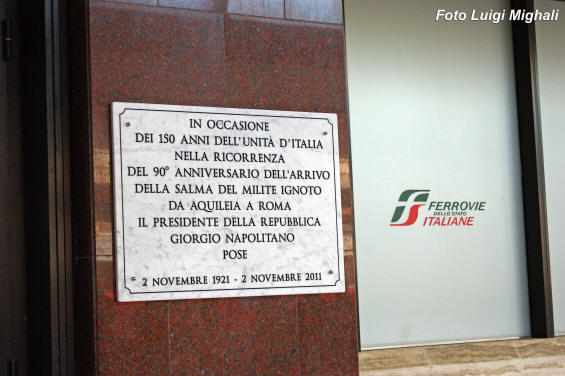 Foto Luigi Mighali
IN OCCASIONE
DEI 150 ANNI DELL'UNITÀ D'ITALIA
NELLA RICORRENZA
DEL 90° ANNIVERSARIO DELL'ARRIVO
DELLA SALMA DEL MILITE IGNOTO
DA AQUILEIA A ROMA
IL PRESIDENTE DELLA REPUBBLICA
GIORGIO NAPOLITANO
POSE
2 NOVEMBRE 1921 - 2 NOVEMBRE 2011
FERROVIE
DELLO STATO
ITALIANE